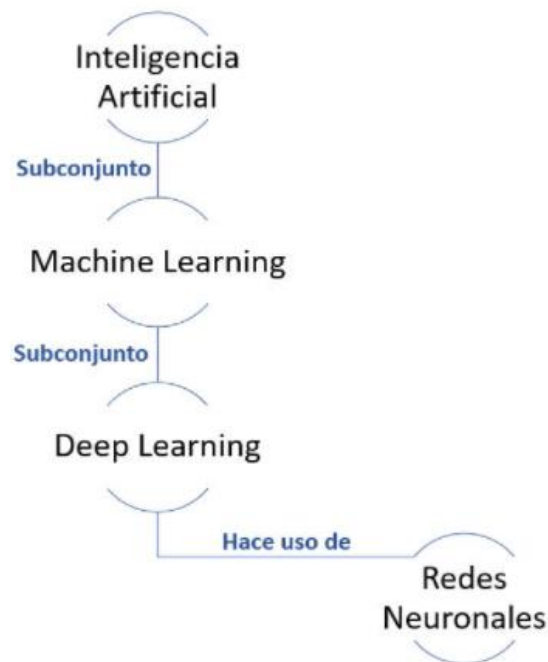 Inteligencia
Artificial
Subconjunto
Machine Learning
Subconjunto
Deep Learning
Hace uso de
Redes
Neuronales